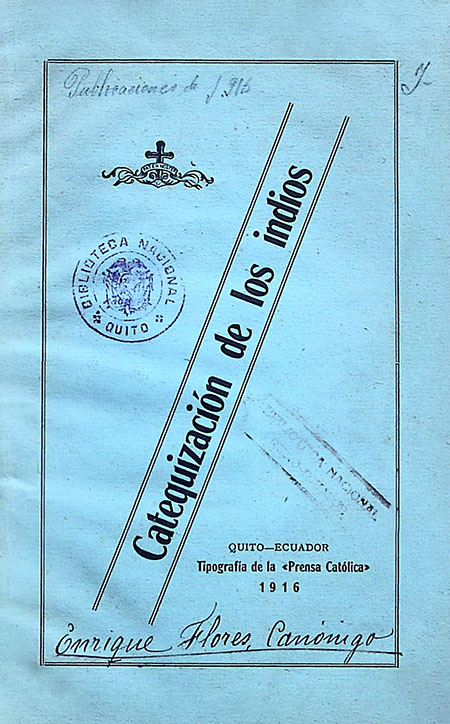 Publicaciones de 1916
BIBLIOTECA NACIONAL
QUITO
Catequización de los indios
NACIONAL
QUITO—ECUADOR
Tipografía de la «Prensa Católica»
1916
Enrique Flores, Canónigo